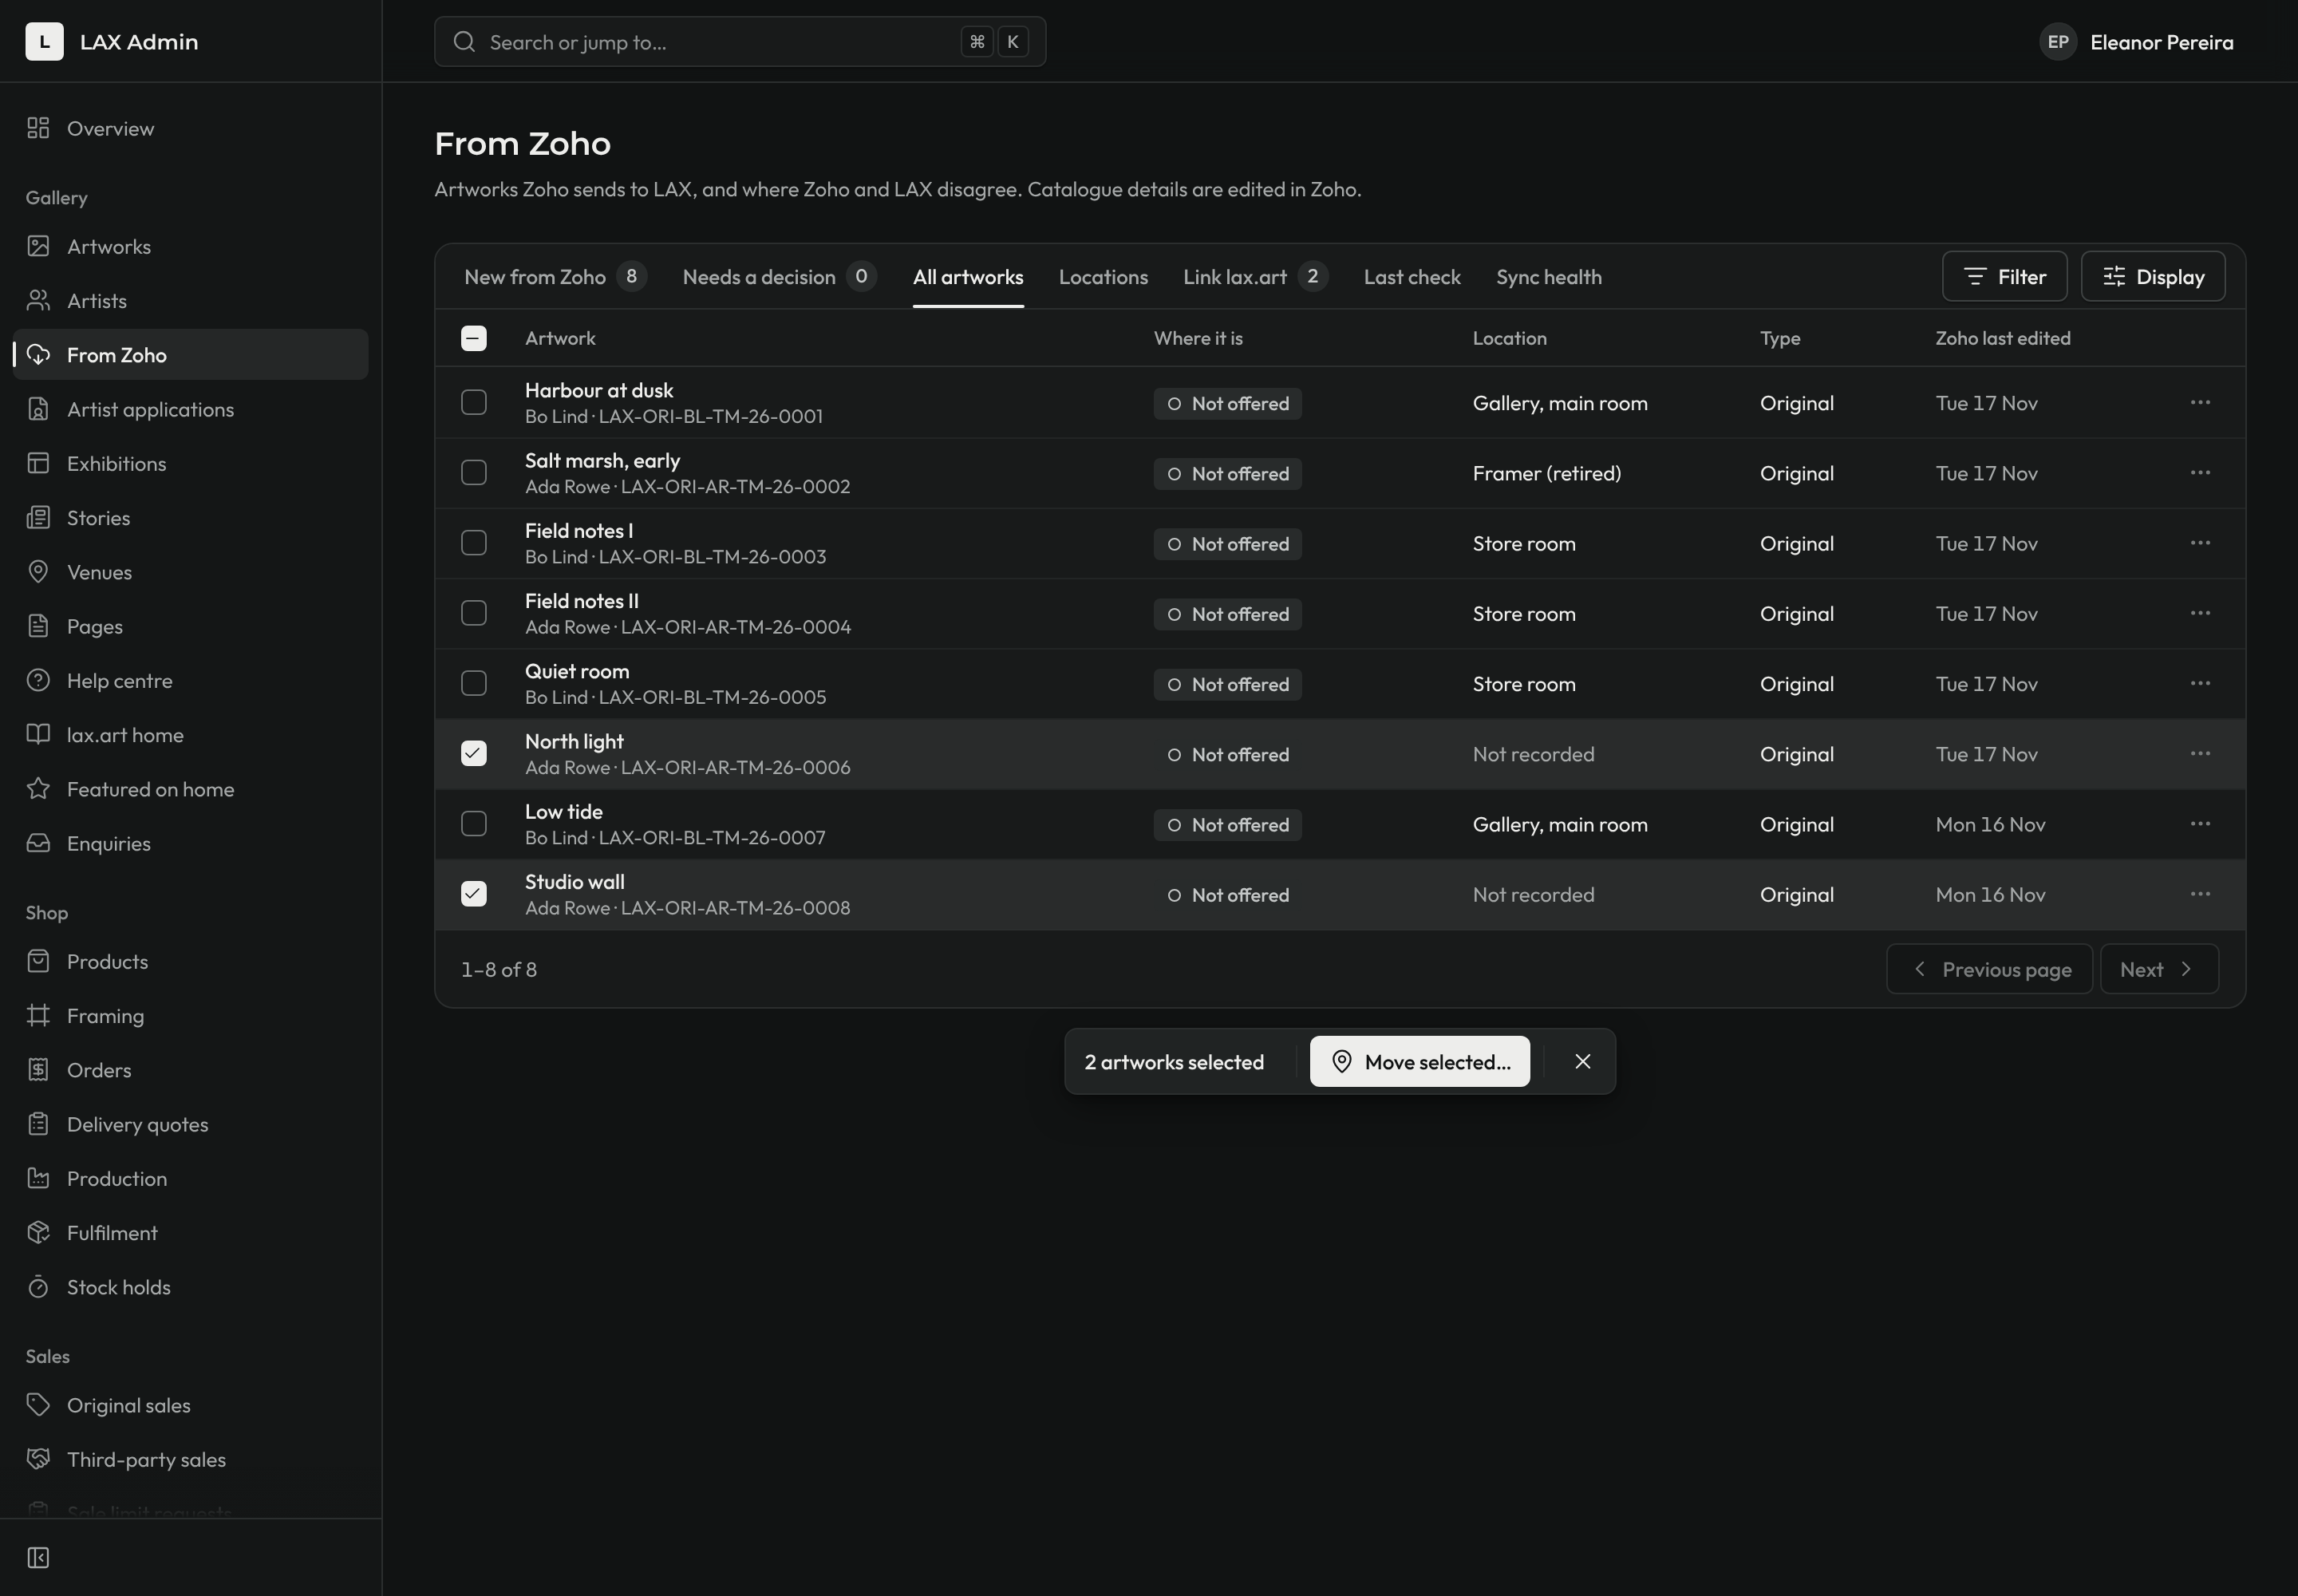 L LAX Admin
Search or jump to... ⌘ K
EP Eleanor Pereira
Overview
Gallery
Artworks
Artists
From Zoho
Artist applications
Exhibitions
Stories
Venues
Pages
Help centre
lax.art home
Featured on home
Enquiries
Shop
Products
Framing
Orders
Delivery quotes
Production
Fulfilment
Stock holds
Sales
Original sales
Third-party sales
Sale limit requests
From Zoho
Artworks Zoho sends to LAX, and where Zoho and LAX disagree. Catalogue details are edited in Zoho.
New from Zoho 8 Needs a decision 0 All artworks Locations Link lax.art 2 Last check Sync health Filter Display
Artwork Where it is Location Type Zoho last edited
Harbour at dusk
Bo Lind · LAX-ORI-BL-TM-26-0001
Not offered Gallery, main room Original Tue 17 Nov
Salt marsh, early
Ada Rowe · LAX-ORI-AR-TM-26-0002
Not offered Framer (retired) Original Tue 17 Nov
Field notes I
Bo Lind · LAX-ORI-BL-TM-26-0003
Not offered Store room Original Tue 17 Nov
Field notes II
Ada Rowe · LAX-ORI-AR-TM-26-0004
Not offered Store room Original Tue 17 Nov
Quiet room
Bo Lind · LAX-ORI-BL-TM-26-0005
Not offered Store room Original Tue 17 Nov
North light
Ada Rowe · LAX-ORI-AR-TM-26-0006
Not offered Not recorded Original Tue 17 Nov
Low tide
Bo Lind · LAX-ORI-BL-TM-26-0007
Not offered Gallery, main room Original Mon 16 Nov
Studio wall
Ada Rowe · LAX-ORI-AR-TM-26-0008
Not offered Not recorded Original Mon 16 Nov
1–8 of 8 Previous page Next
2 artworks selected Move selected...